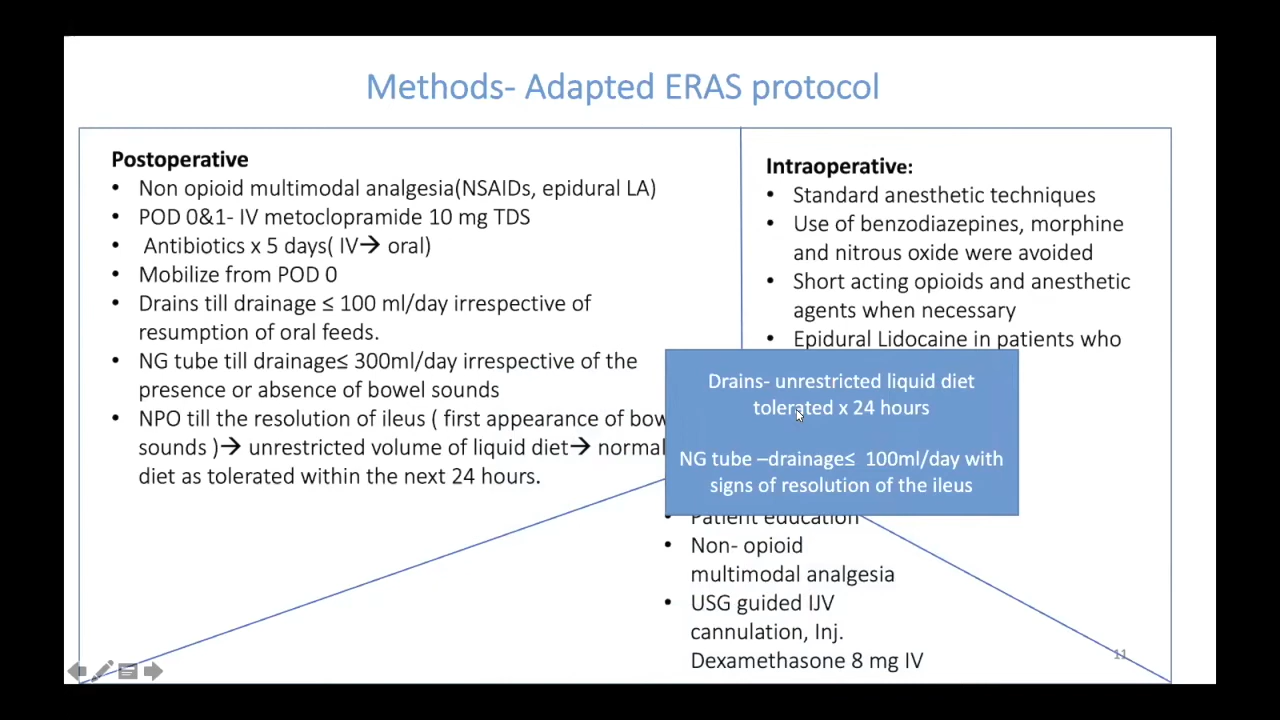 Methods- Adapted ERAS protocol
Postoperative
• Non opioid multimodal analgesia(NSAIDs, epidural LA)
• POD 0&1- IV metoclopramide 10 mg TDS
• Antibiotics x 5 days( IV→ oral)
• Mobilize from POD 0
• Drains till drainage ≤ 100 ml/day irrespective of
resumption of oral feeds.
• NG tube till drainage≤ 300ml/day irrespective of the
presence or absence of bowel sounds
• NPO till the resolution of ileus ( first appearance of bow
sounds )→ unrestricted volume of liquid diet→ normal
diet as tolerated within the next 24 hours.
Intraoperative:
• Standard anesthetic techniques
• Use of benzodiazepines, morphine
and nitrous oxide were avoided
• Short acting opioids and anesthetic
agents when necessary
• Epidural Lidocaine in patients who
Drains- unrestricted liquid diet
tolerated x 24 hours
NG tube –drainage≤ 100ml/day with
signs of resolution of the ileus
• Patient education
• Non- opioid
multimodal analgesia
• USG guided IJV
cannulation, Inj.
Dexamethasone 8 mg IV
11